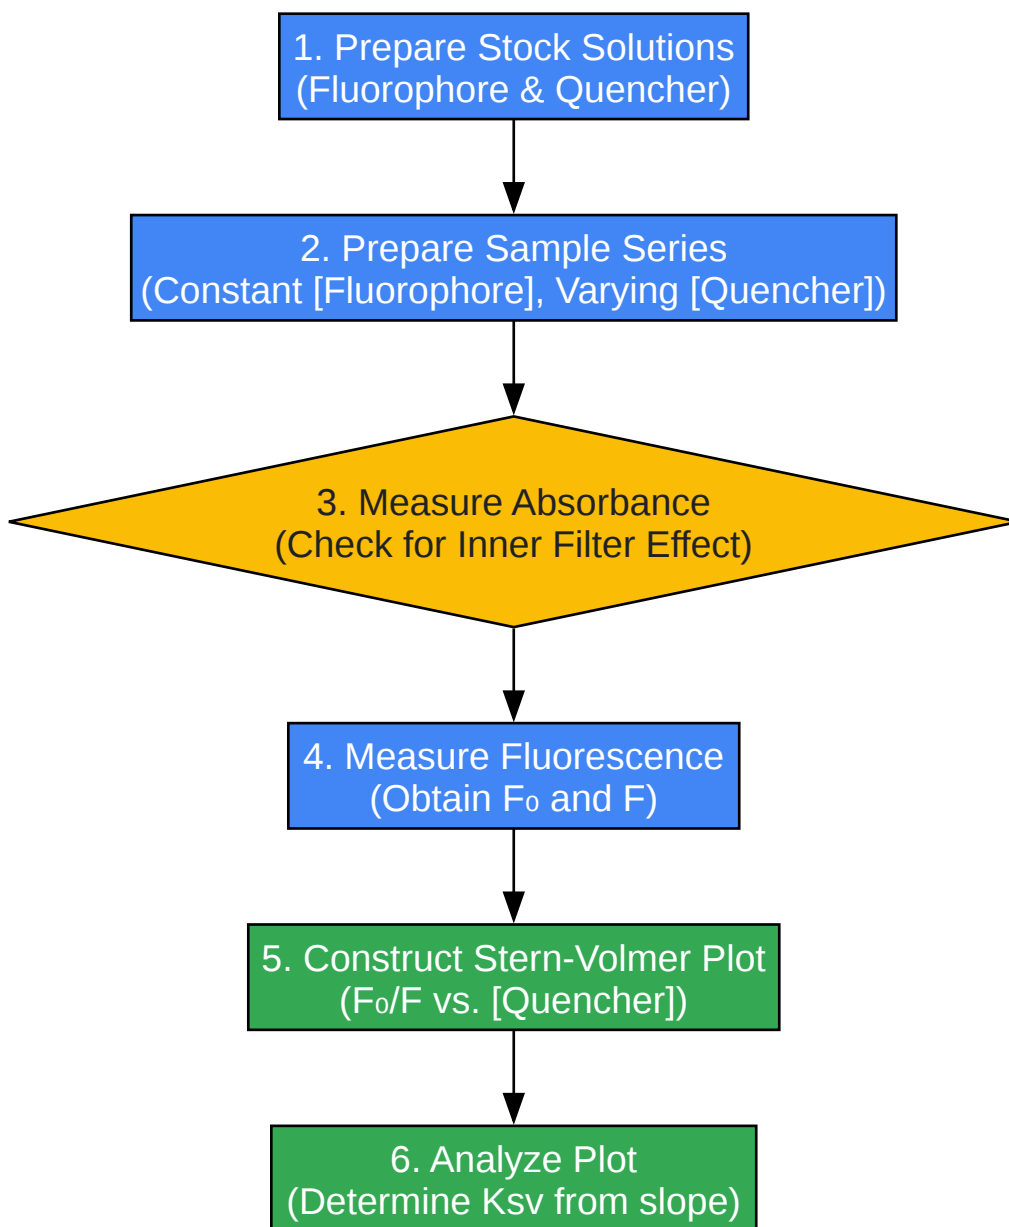 1. Prepare Stock Solutions
(Fluorophore & Quencher)
2. Prepare Sample Series
(Constant [Fluorophore], Varying [Quencher])
3. Measure Absorbance
(Check for Inner Filter Effect)
4. Measure Fluorescence
(Obtain F₀ and F)
5. Construct Stern-Volmer Plot
(F₀/F vs. [Quencher])
6. Analyze Plot
(Determine Ksv from slope)